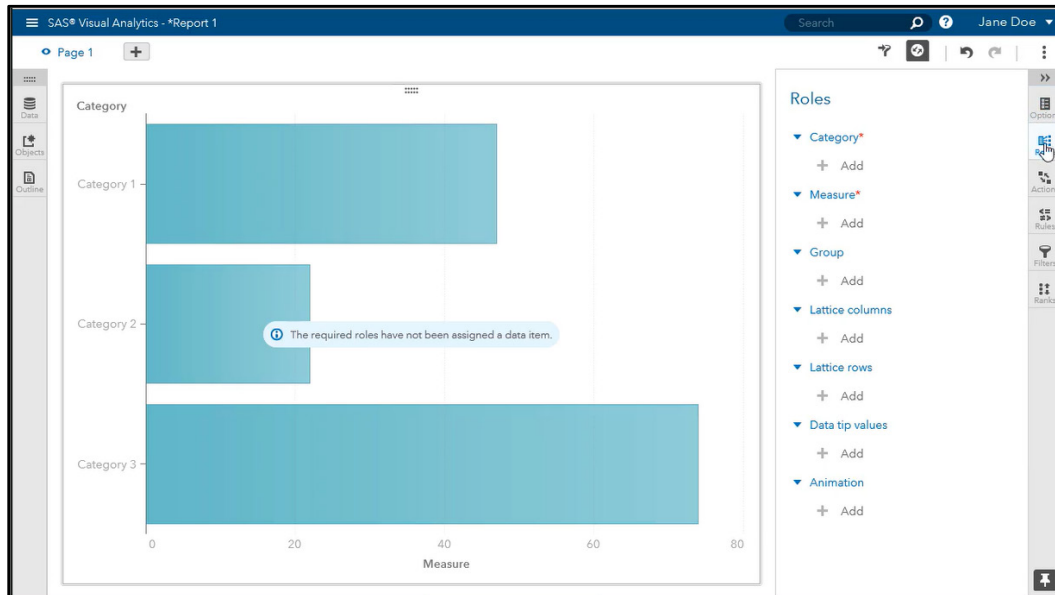 SAS® Visual Analytics - *Report 1
Search
?
Jane Doe
Page 1
Data
Objects
Outline
Category
Category 1
Category 2
The required roles have not been assigned a data item.
Category 3
0 20 40 60 80
Measure
Roles
Category*
+ Add
Measure*
+ Add
Group
+ Add
Lattice columns
+ Add
Lattice rows
+ Add
Data tip values
+ Add
Animation
+ Add
Option
Action
Rules
Filters
Ranks